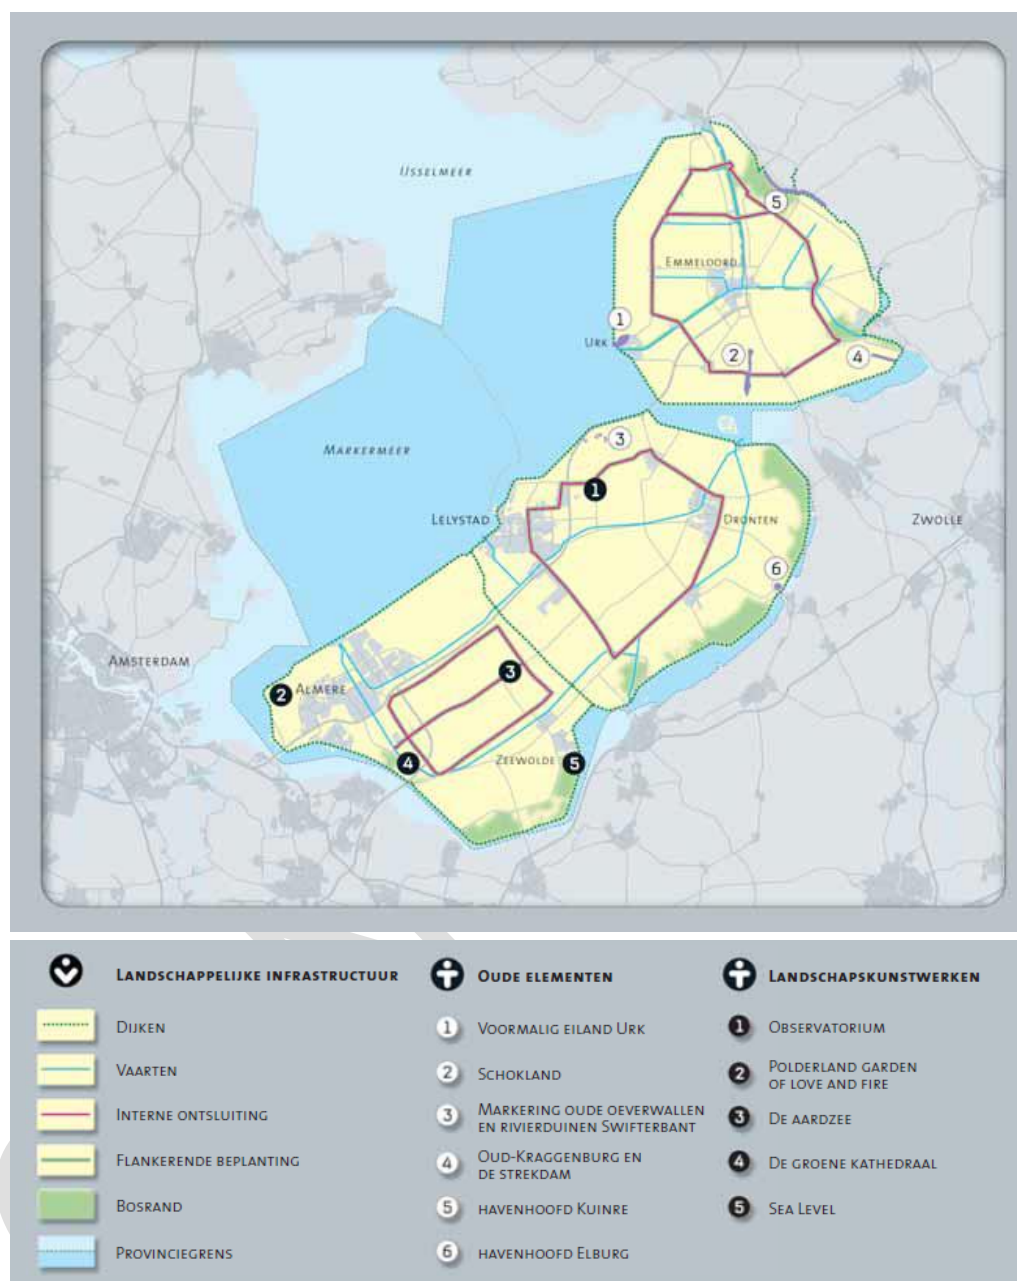 IJsselmeer
5
Emmeloord
1
Urk
2
4
3
Markermeer
1
Lelystad
Dronten
Zwolle
6
Amsterdam
3
2
Almere
4
Zeewolde
5
Landschappelijke infrastructuur
Dijken
Vaarten
Interne ontsluiting
Flankerende beplanting
Bosrand
Provinciegrens
Oude elementen
1 Voormalig eiland Urk
2 Schokland
3 Markering oude oeverwallen
en rivierduinen Swifterbant
4 Oud-Kraggenburg en
de strekdam
5 havenhoofd Kuinre
6 havenhoofd Elburg
Landschapskunstwerken
1 Observatorium
2 Polderland garden
of love and fire
3 De aardzee
4 De groene kathedraal
5 Sea Level